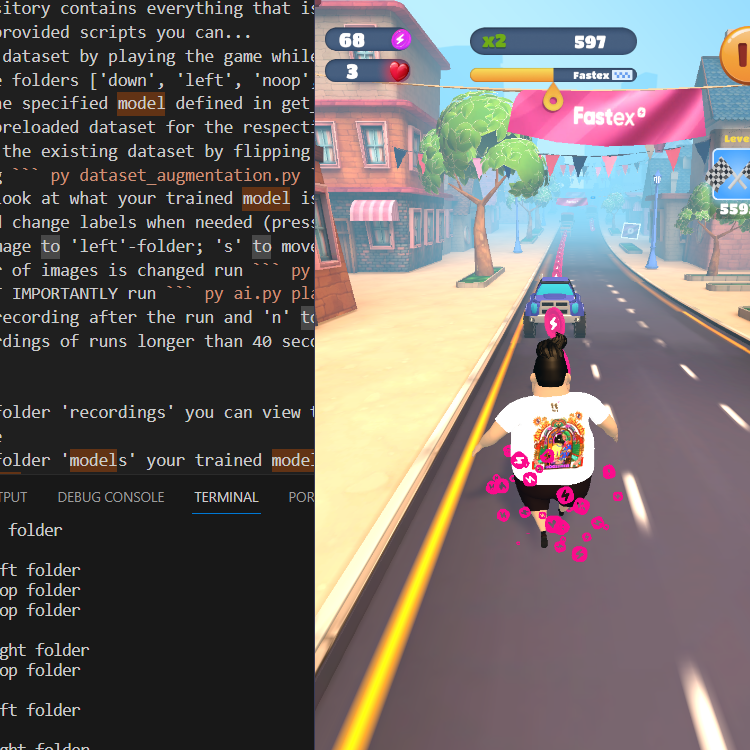 sitory contains everything that is
provided scripts you can...
dataset by playing the game while
e folders ['down', 'left', 'noop'
he specified model defined in get_
preloaded dataset for the respecti
the existing dataset by flipping
g ``` py dataset_augmentation.py `
look at what your trained model is
d change labels when needed (press
mage to 'left'-folder; 's' to move
r of images is changed run ``` py
T IMPORTANTLY run ``` py ai.py pla
recording after the run and 'n' to
rdings of runs longer than 40 seco
folder 'recordings' you can view t
e
folder 'models' your trained model
TPUT DEBUG CONSOLE TERMINAL POR
folder
ft folder
op folder
op folder
ght folder
op folder
ft folder
ght folder
68
3
x2 597
Fastex
Fastex
Leve
559